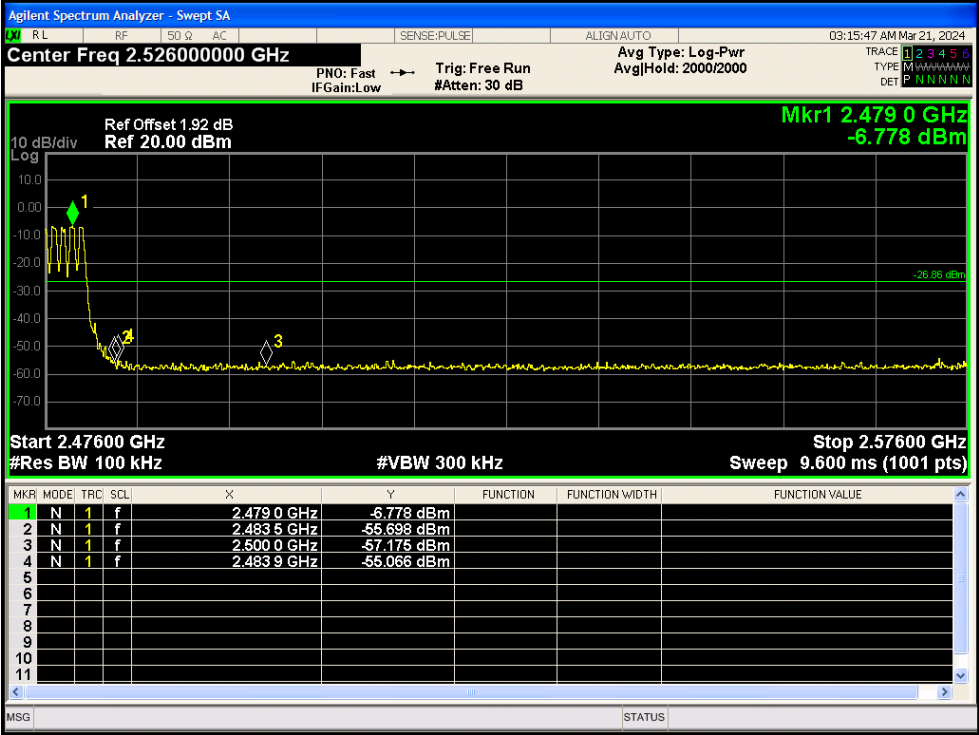 Agilent Spectrum Analyzer - Swept SA
LXI RL RF 50 Ω AC SENSE:PULSE ALIGN AUTO 03:15:47 AM Mar 21, 2024
Center Freq 2.526000000 GHz
PNO: Fast
IFGain:Low
Trig: Free Run
#Atten: 30 dB
Avg Type: Log-Pwr
Avg|Hold: 2000/2000
TRACE 1 2 3 4 5 6
TYPE M WWWWW
DET P N N N N N
Mkr1 2.479 0 GHz
-6.778 dBm
Ref Offset 1.92 dB
10 dB/div Ref 20.00 dBm
Log
10.0
0.00
-10.0
-20.0
-30.0
-40.0
-50.0
-60.0
-70.0
1
2
4
3
-26.86 dBm
Start 2.47600 GHz Stop 2.57600 GHz
#Res BW 100 kHz #VBW 300 kHz Sweep 9.600 ms (1001 pts)
MKR MODE TRC SCL X Y FUNCTION FUNCTION WIDTH FUNCTION VALUE
1 N 1 f 2.479 0 GHz -6.778 dBm
2 N 1 f 2.483 5 GHz -55.698 dBm
3 N 1 f 2.500 0 GHz -57.175 dBm
4 N 1 f 2.483 9 GHz -55.066 dBm
5
6
7
8
9
10
11
MSG STATUS